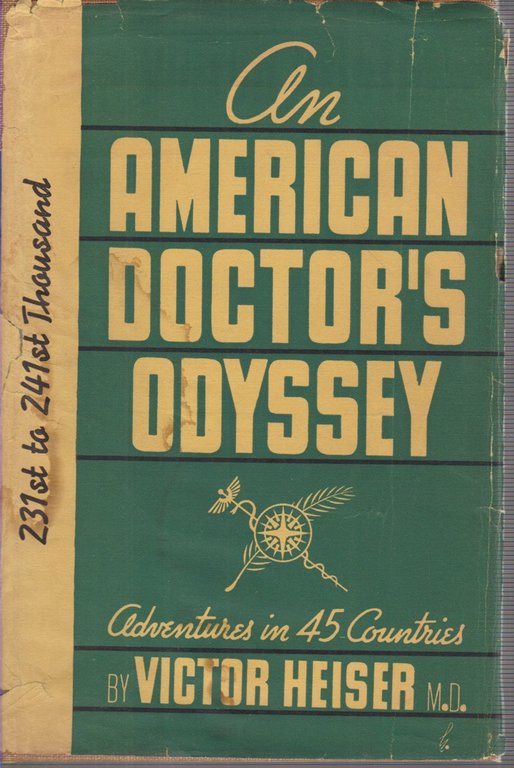 An
AMERICAN
DOCTOR'S
ODYSSEY
Adventures in 45 Countries
BY VICTOR HEISER M.D.
231st to 241st Thousand